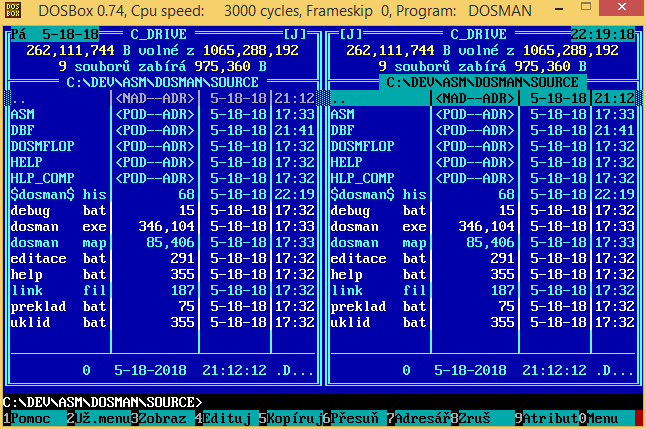 DOSBox 0.74, Cpu speed: 3000 cycles, Frameskip 0, Program: DOSMAN
Pá 5-18-18 C_DRIVE [J] C_DRIVE 22:19:18
262,111,744 B volné z 1065,288,192 262,111,744 B volné z 1065,288,192
9 souborů zabírá 975,360 B 9 souborů zabírá 975,360 B
C:\DEV\ASM\DOSMAN\SOURCE C:\DEV\ASM\DOSMAN\SOURCE
.. <NAD--ADR> 5-18-18 21:12 .. <NAD--ADR> 5-18-18 21:12
ASM <POD--ADR> 5-18-18 17:33 ASM <POD--ADR> 5-18-18 17:33
DBF <POD--ADR> 5-18-18 21:41 DBF <POD--ADR> 5-18-18 21:41
DOSMFLOP <POD--ADR> 5-18-18 17:32 DOSMFLOP <POD--ADR> 5-18-18 17:32
HELP <POD--ADR> 5-18-18 17:32 HELP <POD--ADR> 5-18-18 17:32
HLP_COMP <POD--ADR> 5-18-18 17:32 HLP_COMP <POD--ADR> 5-18-18 17:32
$dosman$ his 68 5-18-18 22:19 $dosman$ his 68 5-18-18 22:19
debug bat 15 5-18-18 17:32 debug bat 15 5-18-18 17:32
dosman exe 346,104 5-18-18 17:33 dosman exe 346,104 5-18-18 17:33
dosman map 85,406 5-18-18 17:33 dosman map 85,406 5-18-18 17:33
editace bat 291 5-18-18 17:32 editace bat 291 5-18-18 17:32
help bat 355 5-18-18 17:32 help bat 355 5-18-18 17:32
link fil 187 5-18-18 17:32 link fil 187 5-18-18 17:32
preklad bat 75 5-18-18 17:32 preklad bat 75 5-18-18 17:32
uklid bat 355 5-18-18 17:32 uklid bat 355 5-18-18 17:32
0 5-18-2018 21:12:12 .D... 0 5-18-2018 21:12:12 .D...
C:\DEV\ASM\DOSMAN\SOURCE>
1Pomoc 2Už.menu 3Zobraz 4Edituj 5Kopíruj 6Přesuň 7Adresář 8Zruš 9Atribut 0Menu